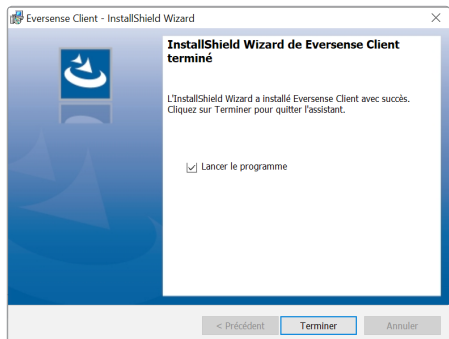 Eversense Client - InstallShield Wizard
InstallShield Wizard de Eversense Client
terminé
L'InstallShield Wizard a installé Eversense Client avec succès.
Cliquez sur Terminer pour quitter l'assistant.
Lancer le programme
< Précédent Terminer Annuler